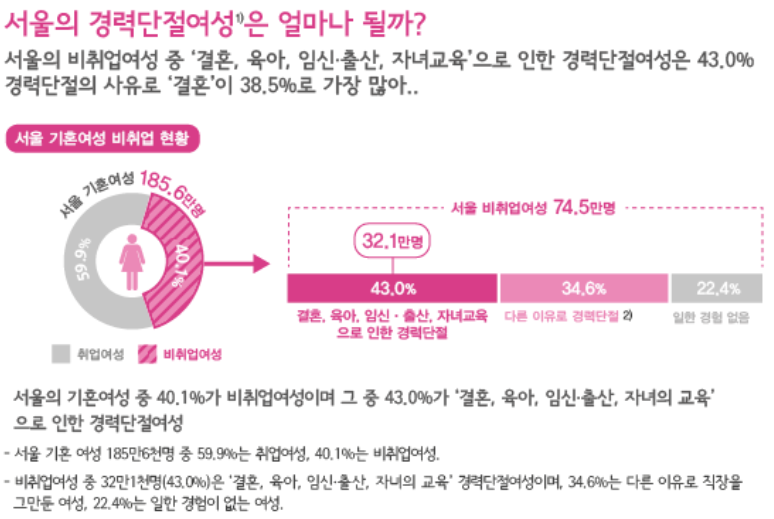 서울의 경력단절여성1)은 얼마나 될까?
서울의 비취업여성 중 ‘결혼, 육아, 임신·출산, 자녀교육’으로 인한 경력단절여성은 43.0%
경력단절의 사유로 ‘결혼’이 38.5%로 가장 많아..
서울 기혼여성 비취업 현황
서울 기혼여성 185.6만명
59.9%
40.1%
취업여성 비취업여성
서울 비취업여성 74.5만명
32.1만명
43.0% 34.6% 22.4%
결혼, 육아, 임신·출산, 자녀교육 다른 이유로 경력단절 2) 일한 경험 없음
으로 인한 경력단절
서울의 기혼여성 중 40.1%가 비취업여성이며 그 중 43.0%가 ‘결혼, 육아, 임신·출산, 자녀의 교육’
으로 인한 경력단절여성
- 서울 기혼 여성 185만6천명 중 59.9%는 취업여성, 40.1%는 비취업여성.
- 비취업여성 중 32만1천명(43.0%)은 ‘결혼, 육아, 임신·출산, 자녀의 교육’ 경력단절여성이며, 34.6%는 다른 이유로 직장을
그만둔 여성, 22.4%는 일한 경험이 없는 여성.